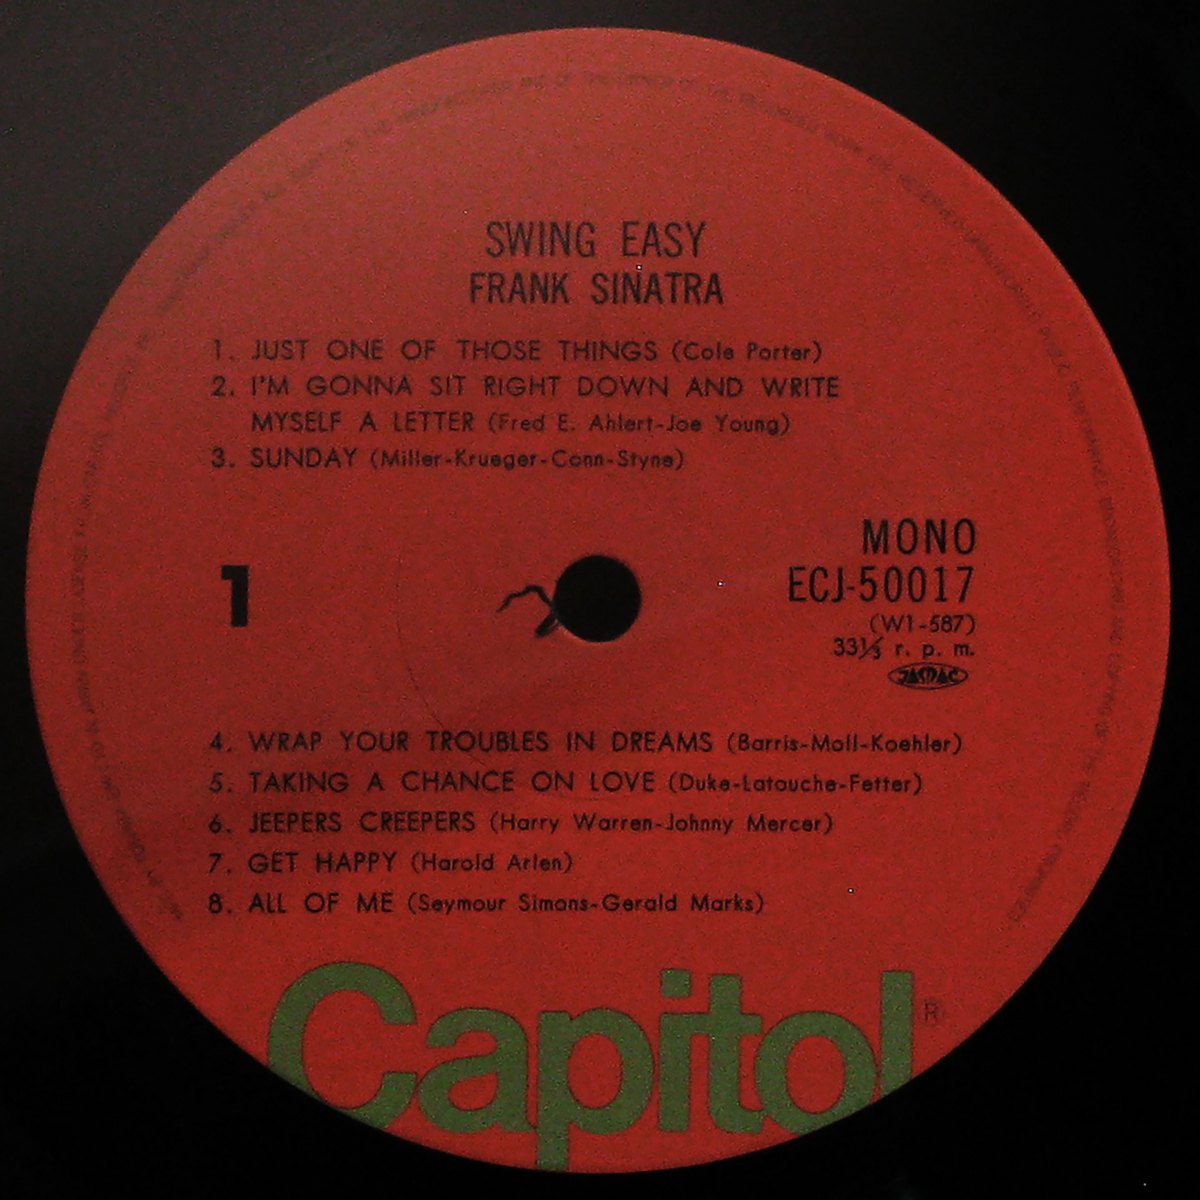 SWING EASY
FRANK SINATRA
1. JUST ONE OF THOSE THINGS (Cole Porter)
2. I'M GONNA SIT RIGHT DOWN AND WRITE
MYSELF A LETTER (Fred E. Ahlert-Joe Young)
3. SUNDAY (Miller-Krueger-Conn-Styne)
MONO
1
ECJ-50017
(W1-587)
33⅓ r. p. m.
JASRAC
4. WRAP YOUR TROUBLES IN DREAMS (Barris-Moll-Koehler)
5. TAKING A CHANCE ON LOVE (Duke-Latouche-Fetter)
6. JEEPERS CREEPERS (Harry Warren-Johnny Mercer)
7. GET HAPPY (Harold Arlen)
8. ALL OF ME (Seymour Simons-Gerald Marks)
Capitol®